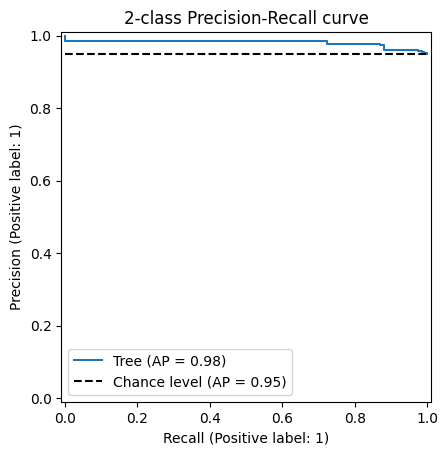 2-class Precision-Recall curve
1.0
0.8
0.6
0.4
0.2
0.0
Precision (Positive label: 1)
Tree (AP = 0.98)
Chance level (AP = 0.95)
0.0 0.2 0.4 0.6 0.8 1.0
Recall (Positive label: 1)